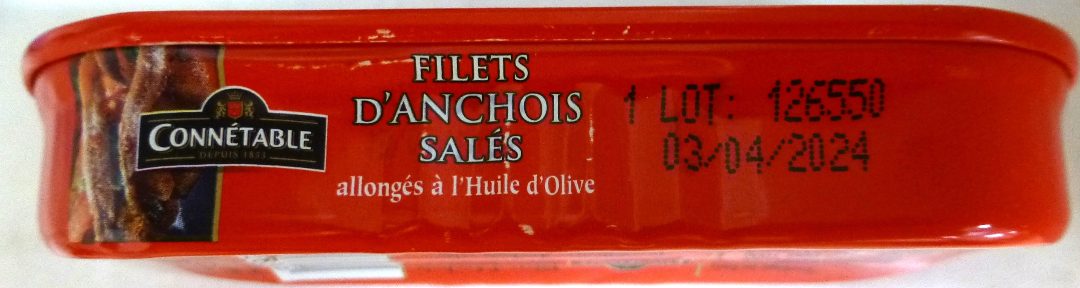 CONNÉTABLE
DEPUIS 1853
FILETS
D'ANCHOIS
SALÉS
allongés à l'Huile d'Olive
1 LOT: 126550
03/04/2024